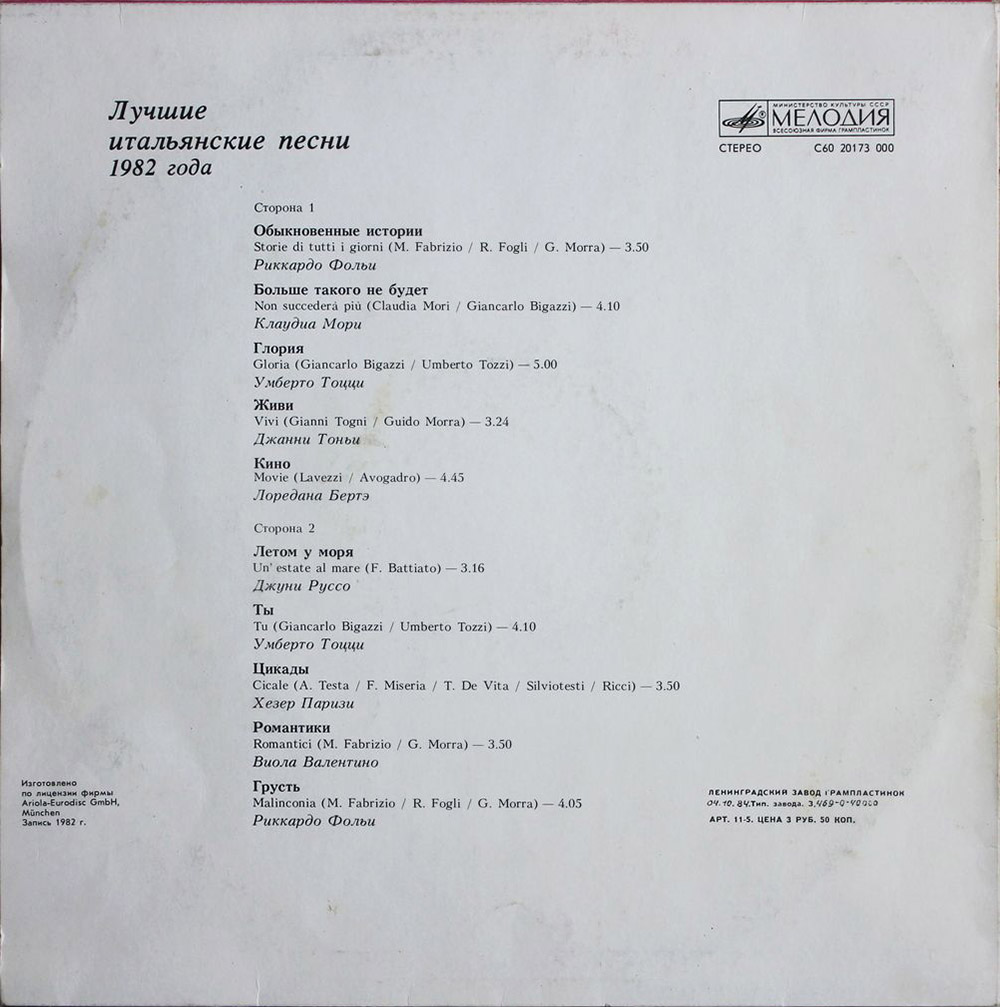 Лучшие
итальянские песни
1982 года
МИНИСТЕРСТВО КУЛЬТУРЫ СССР
МЕЛОДИЯ
ВСЕСОЮЗНАЯ ФИРМА ГРАМПЛАСТИНОК
СТЕРЕО С60 20173 000
Сторона 1
Обыкновенные истории
Storie di tutti i giorni (M. Fabrizio / R. Fogli / G. Morra) — 3.50
Риккардо Фольи
Больше такого не будет
Non succederà più (Claudia Mori / Giancarlo Bigazzi) — 4.10
Клаудиа Мори
Глория
Gloria (Giancarlo Bigazzi / Umberto Tozzi) — 5.00
Умберто Тоцци
Живи
Vivi (Gianni Togni / Guido Morra) — 3.24
Джанни Тоньи
Кино
Movie (Lavezzi / Avogadro) — 4.45
Лоредана Бертэ
Сторона 2
Летом у моря
Un' estate al mare (F. Battiato) — 3.16
Джуни Руссо
Ты
Tu (Giancarlo Bigazzi / Umberto Tozzi) — 4.10
Умберто Тоцци
Цикады
Cicale (A. Testa / F. Miseria / T. De Vita / Silviotesti / Ricci) — 3.50
Хезер Паризи
Романтики
Romantici (M. Fabrizio / G. Morra) — 3.50
Виола Валентино
Грусть
Malinconia (M. Fabrizio / R. Fogli / G. Morra) — 4.05
Риккардо Фольи
Изготовлено
по лицензии фирмы
Ariola-Eurodisc GmbH,
München
Запись 1982 г.
ЛЕНИНГРАДСКИЙ ЗАВОД ГРАМПЛАСТИНОК
04.10.84. Тип. завода. З.
АРТ. 11-5. ЦЕНА 3 РУБ. 50 КОП.